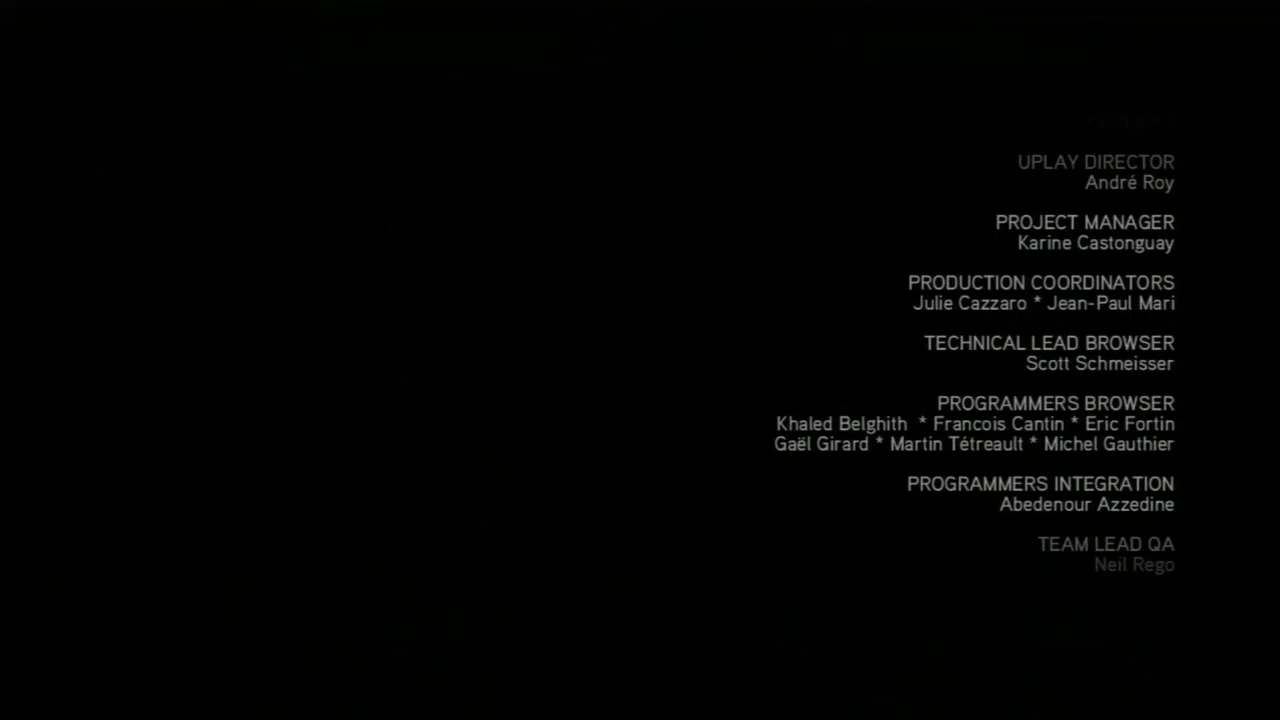 UPLAY DIRECTOR
André Roy
PROJECT MANAGER
Karine Castonguay
PRODUCTION COORDINATORS
Julie Cazzaro * Jean-Paul Mari
TECHNICAL LEAD BROWSER
Scott Schmeisser
PROGRAMMERS BROWSER
Khaled Belghith * Francois Cantin * Eric Fortin
Gaël Girard * Martin Tétreault * Michel Gauthier
PROGRAMMERS INTEGRATION
Abedenour Azzedine
TEAM LEAD QA
Neil Rego